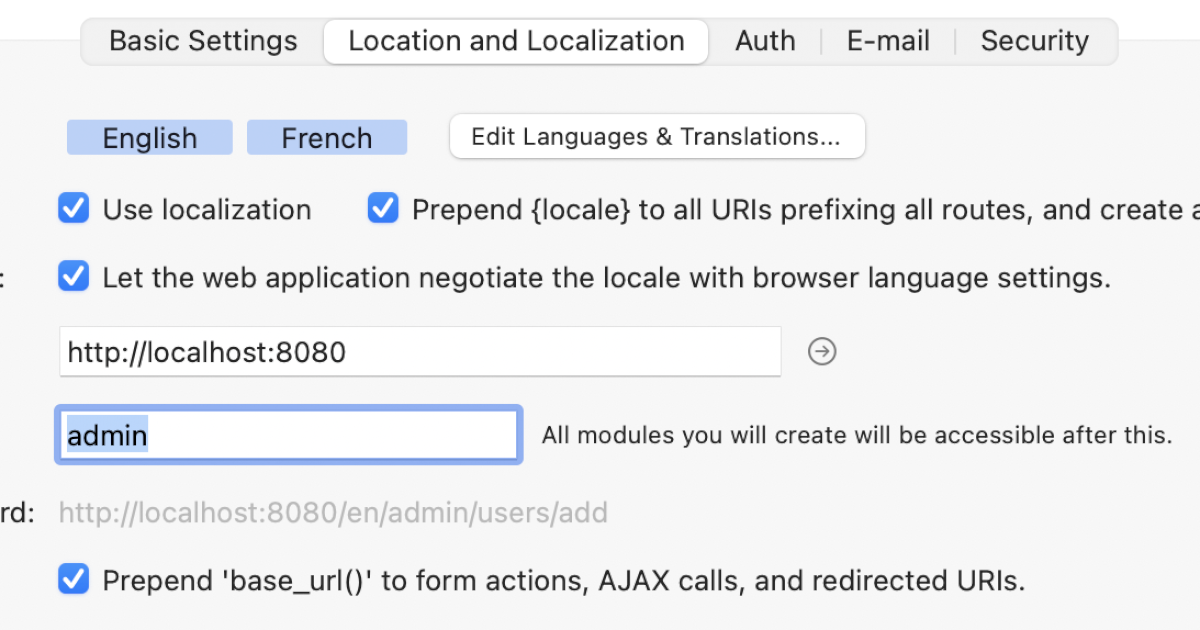 Basic Settings Location and Localization Auth E-mail Security
English French Edit Languages & Translations...
Use localization Prepend {locale} to all URIs prefixing all routes, and create
: Let the web application negotiate the locale with browser language settings.
http://localhost:8080
admin All modules you will create will be accessible after this.
rd: http://localhost:8080/en/admin/users/add
Prepend 'base_url()' to form actions, AJAX calls, and redirected URIs.